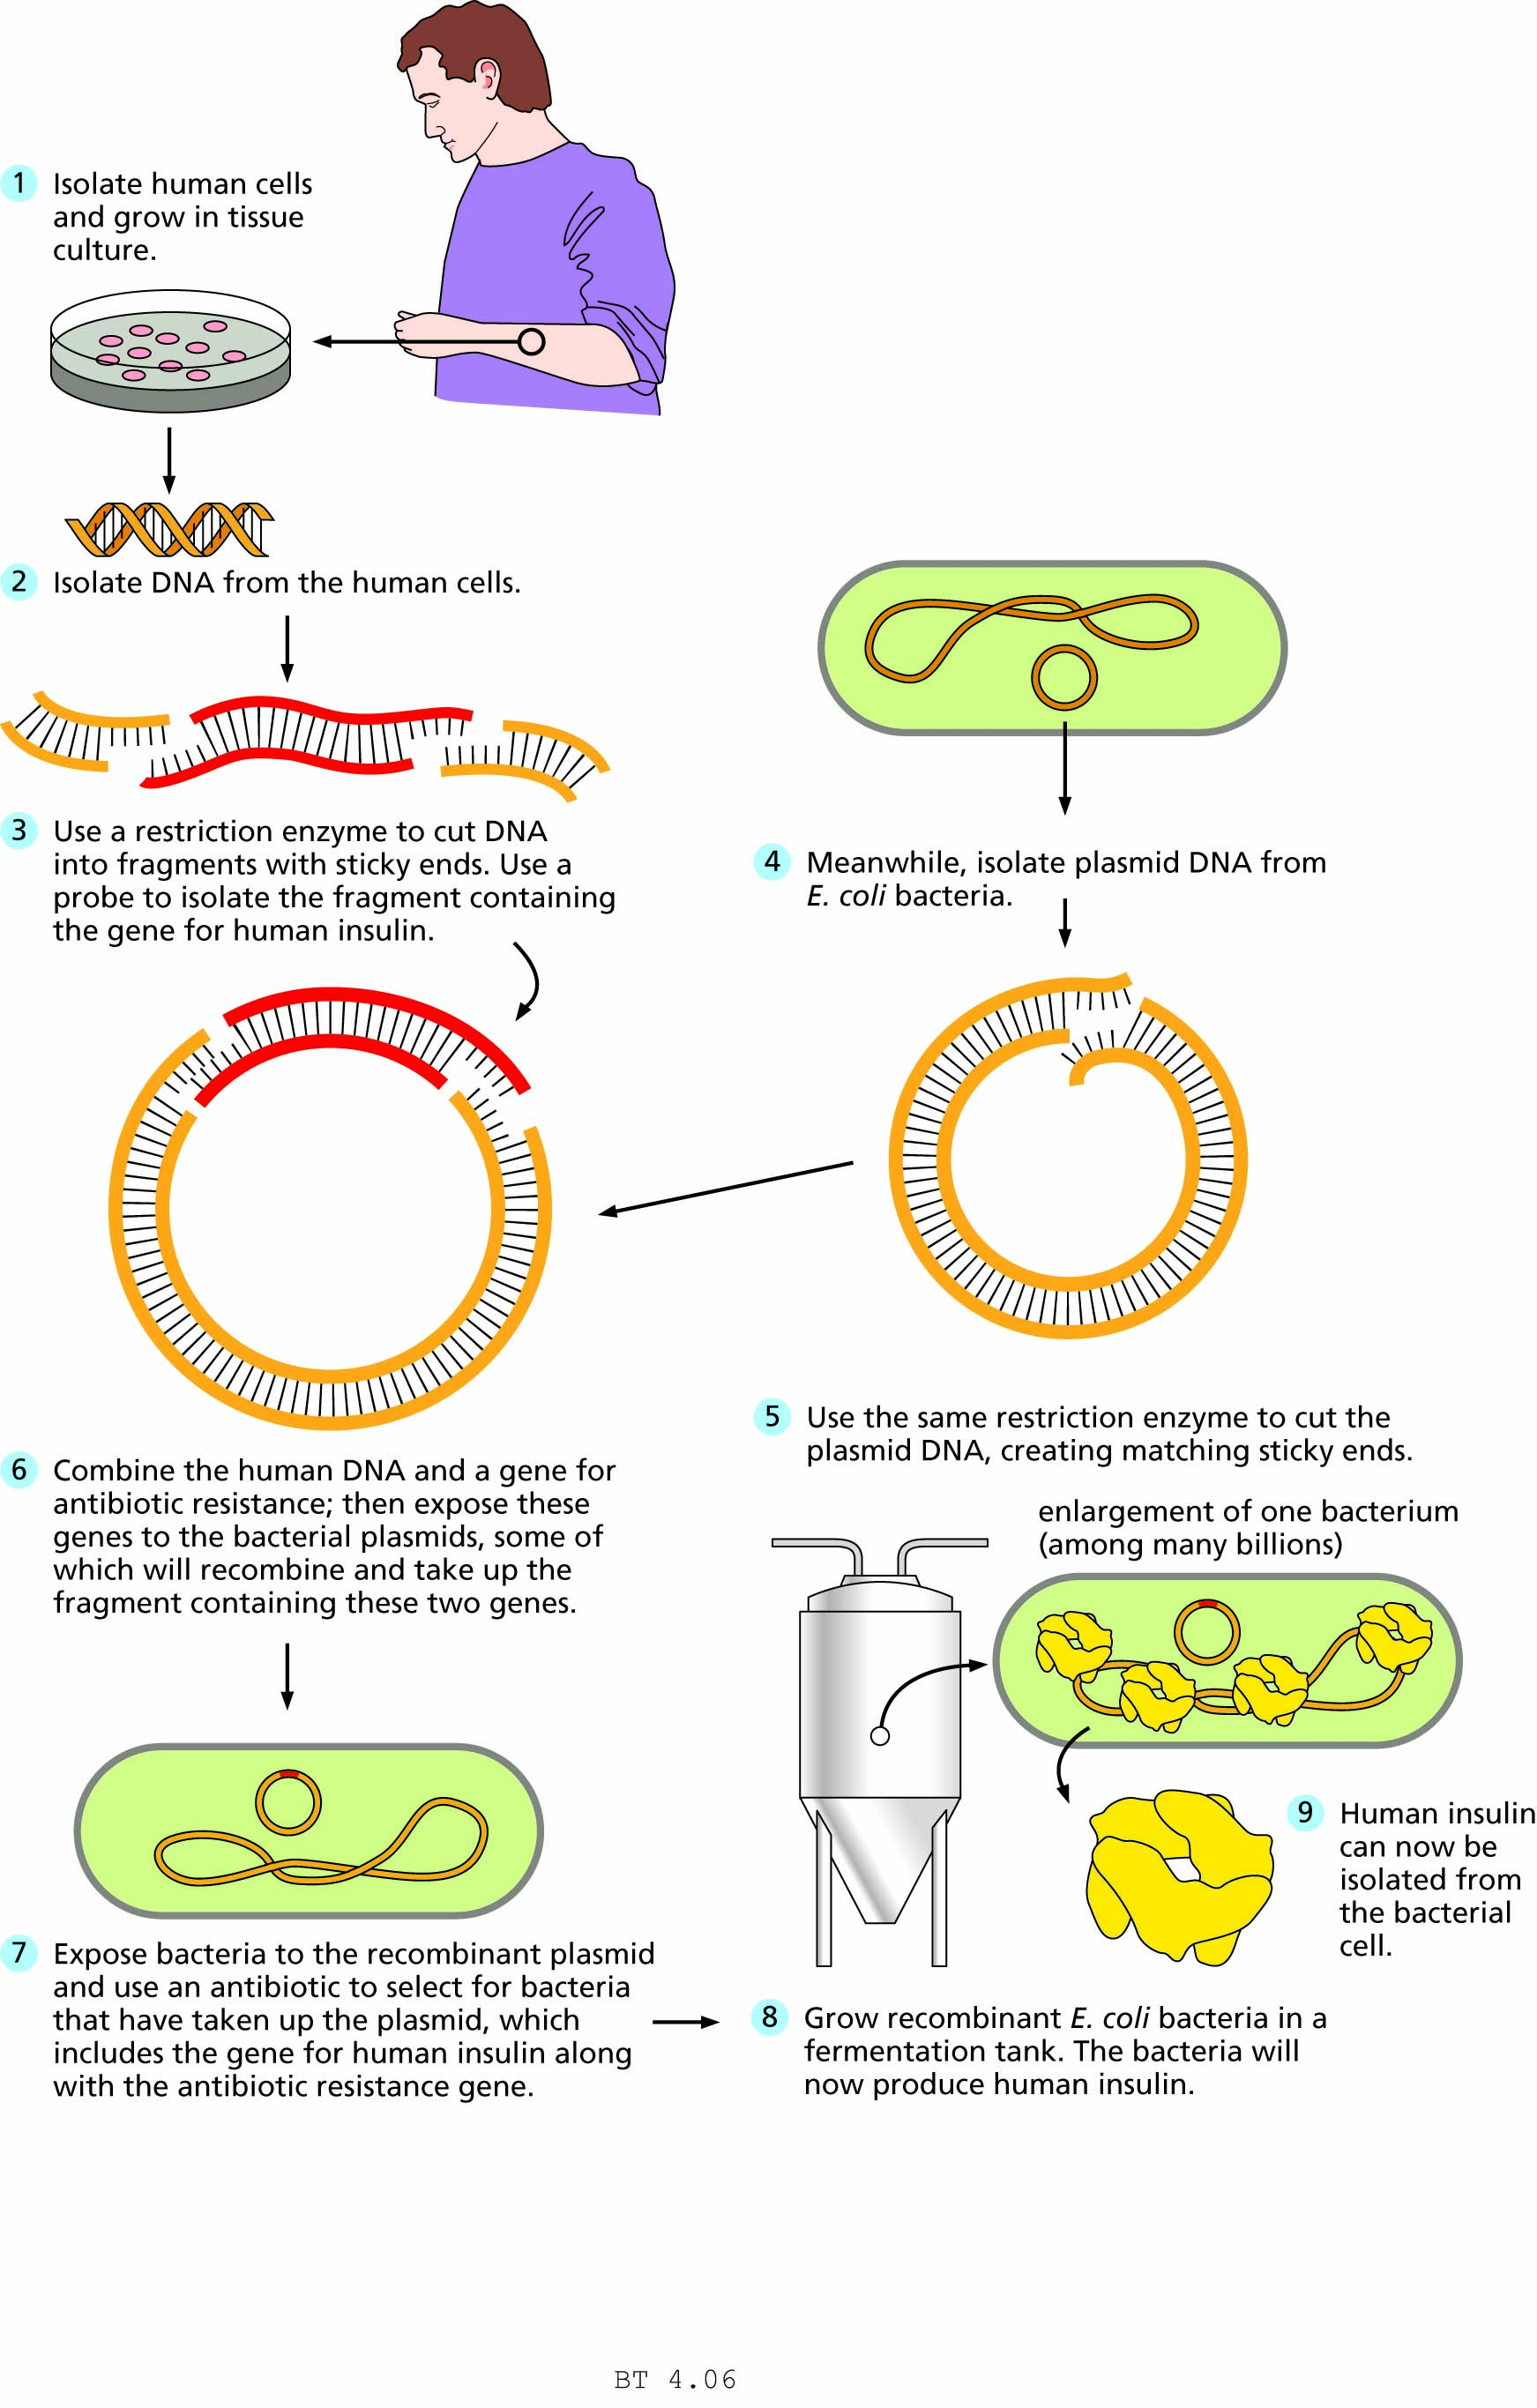 1 Isolate human cells
and grow in tissue
culture.
2 Isolate DNA from the human cells.
3 Use a restriction enzyme to cut DNA
into fragments with sticky ends. Use a
probe to isolate the fragment containing
the gene for human insulin.
4 Meanwhile, isolate plasmid DNA from
E. coli bacteria.
5 Use the same restriction enzyme to cut the
plasmid DNA, creating matching sticky ends.
6 Combine the human DNA and a gene for
antibiotic resistance; then expose these
genes to the bacterial plasmids, some of
which will recombine and take up the
fragment containing these two genes.
7 Expose bacteria to the recombinant plasmid
and use an antibiotic to select for bacteria
that have taken up the plasmid, which
includes the gene for human insulin along
with the antibiotic resistance gene.
enlargement of one bacterium
(among many billions)
8 Grow recombinant E. coli bacteria in a
fermentation tank. The bacteria will
now produce human insulin.
9 Human insulin
can now be
isolated from
the bacterial
cell.
BT 4.06